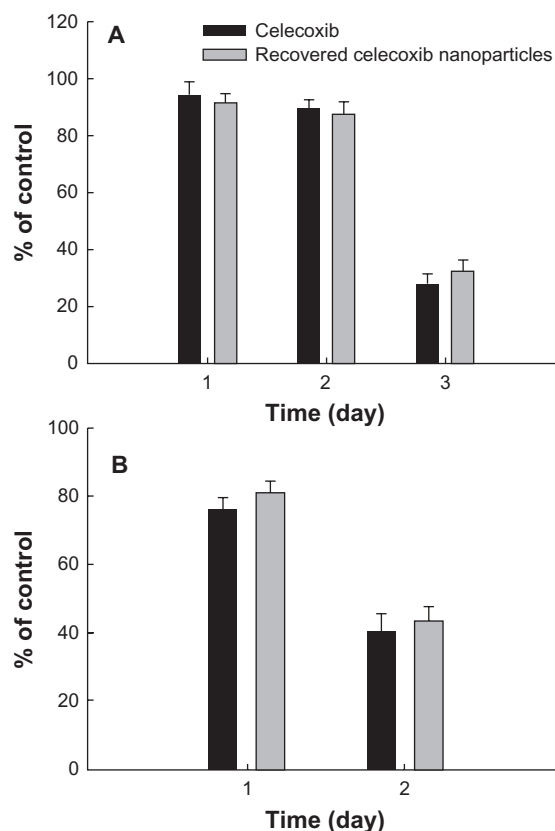 A
Celecoxib
Recovered celecoxib nanoparticles
120
100
80
60
40
20
0
% of control
1 2 3
Time (day)
B
100
80
60
40
20
0
% of control
1 2
Time (day)